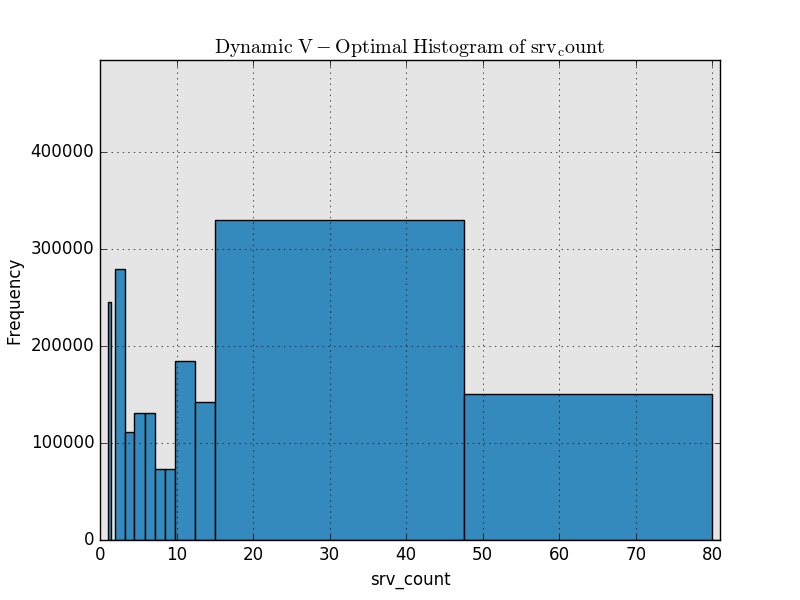 Dynamic V − Optimal Histogram of srv_count
400000
300000
200000
100000
0
Frequency
0 10 20 30 40 50 60 70 80
srv_count